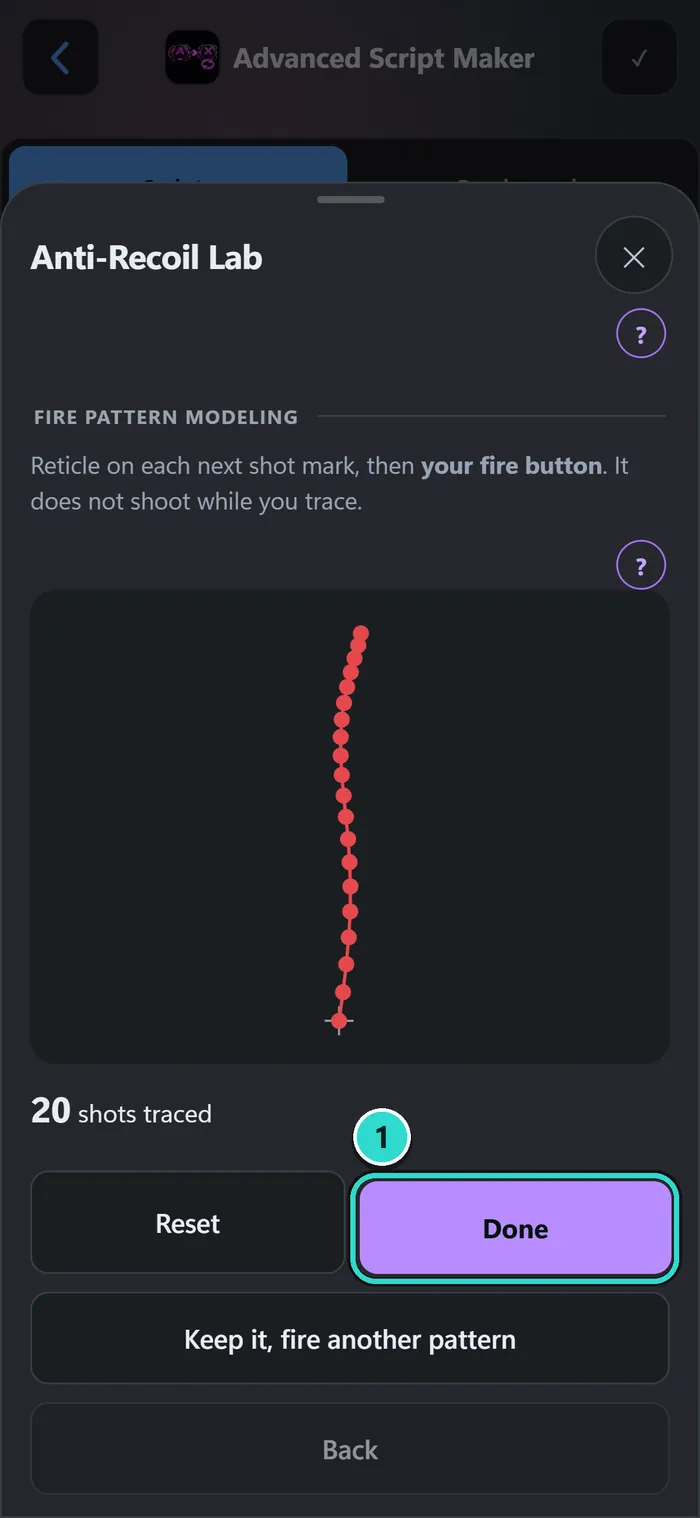 Advanced Script Maker
Anti-Recoil Lab
?
FIRE PATTERN MODELING
Reticle on each next shot mark, then your fire button. It
does not shoot while you trace.
?
20 shots traced
1
Reset
Done
Keep it, fire another pattern
Back